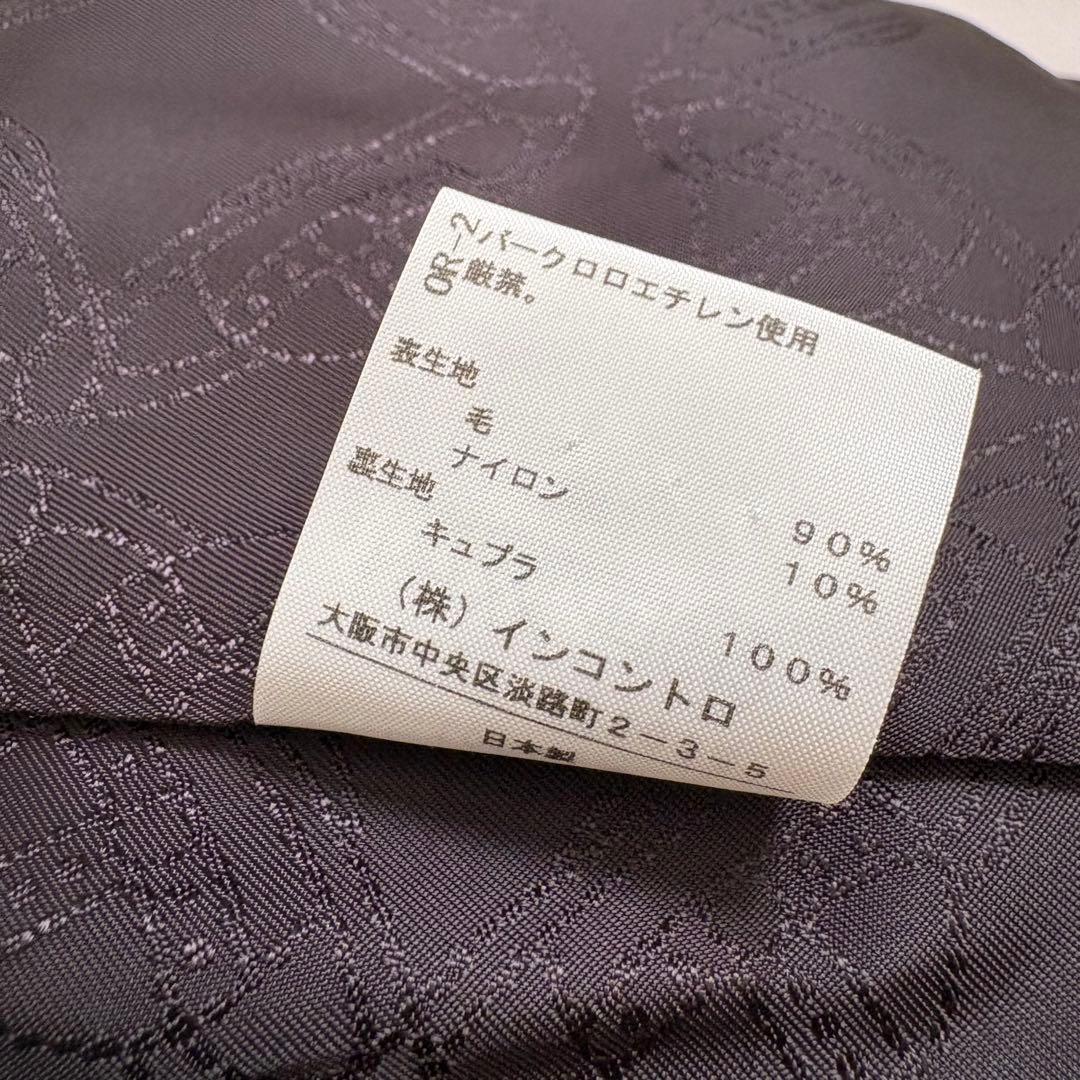 OR-2パークロロエチレン使用
厳禁。
表生地
毛 90%
ナイロン 10%
裏生地
キュプラ 100%
(株)インコントロ
大阪市中央区淡路町2-3-5
日本製